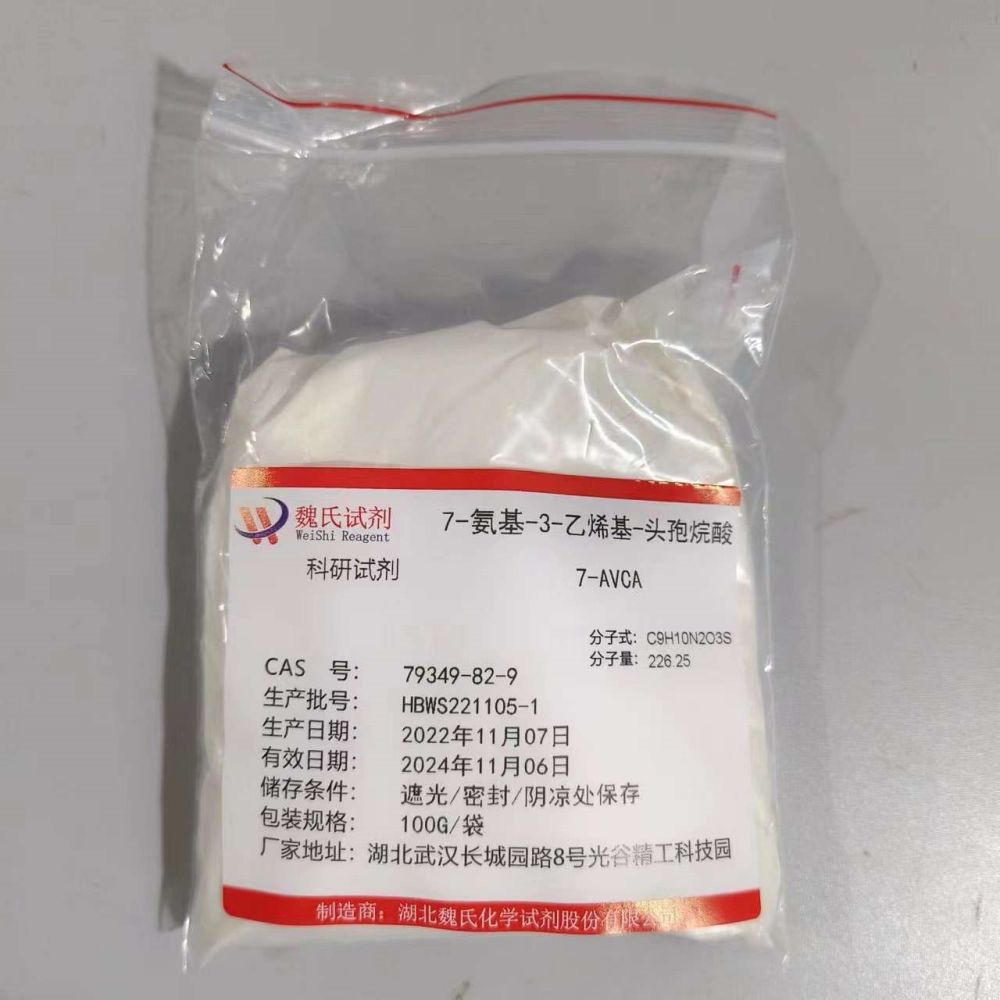 魏氏试剂
WeiShi Reagent
7-氨基-3-乙烯基-头孢烷酸
科研试剂
7-AVCA
分子式: C9H10N2O3S
分子量: 226.25
CAS 号: 79349-82-9
生产批号: HBWS221105-1
生产日期: 2022年11月07日
有效日期: 2024年11月06日
储存条件: 遮光/密封/阴凉处保存
包装规格: 100G/袋
厂家地址: 湖北武汉长城园路8号光谷精工科技园
制造商: 湖北魏氏化学试剂股份有限公司